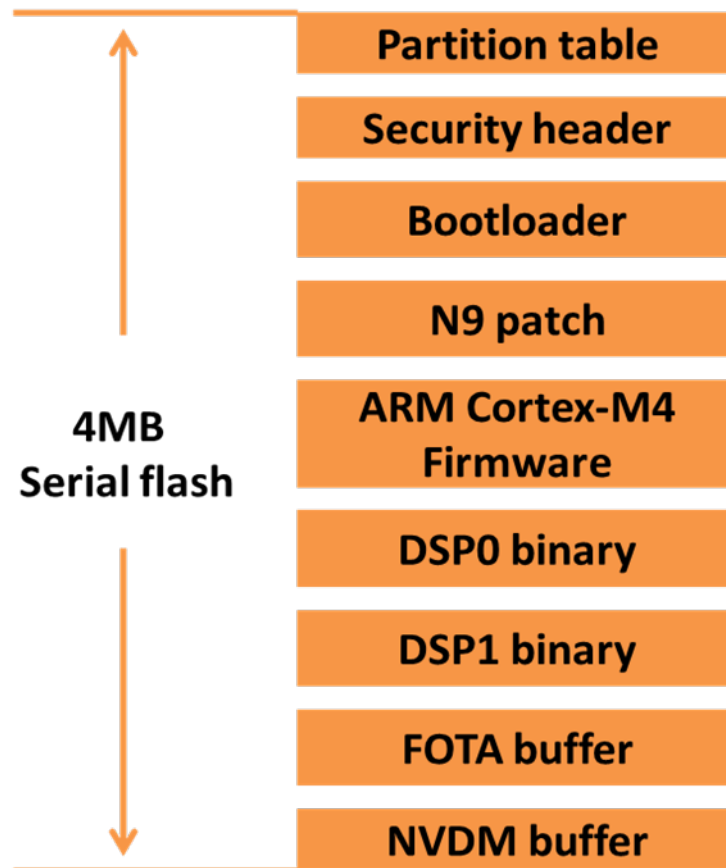 Partition table
Security header
Bootloader
N9 patch
4MB
Serial flash
ARM Cortex-M4
Firmware
DSP0 binary
DSP1 binary
FOTA buffer
NVDM buffer